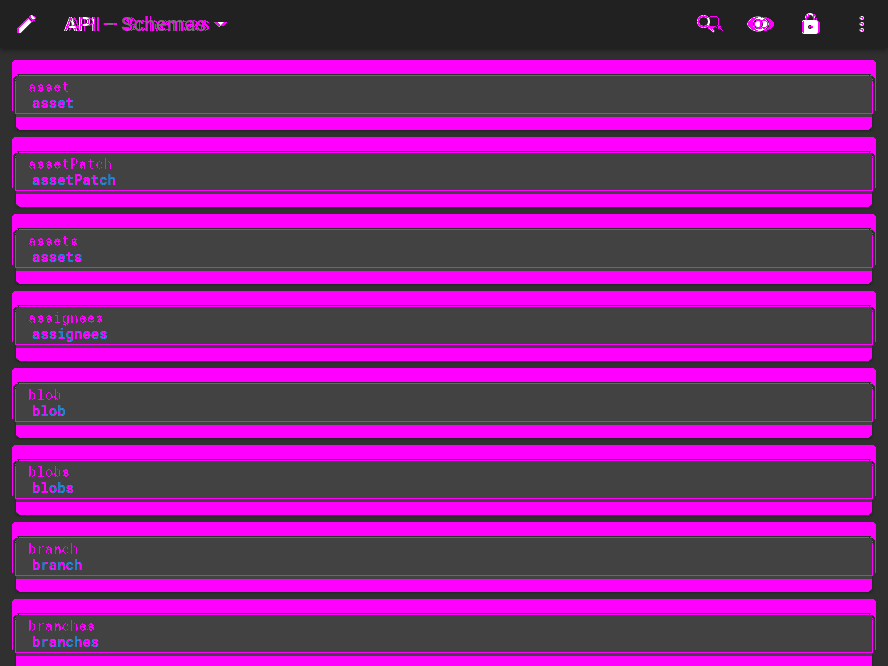 API – Schemas
asset
asset
assetPatch
assetPatch
assets
assets
assignees
assignees
blob
blob
blobs
blobs
branch
branch
branches
branches